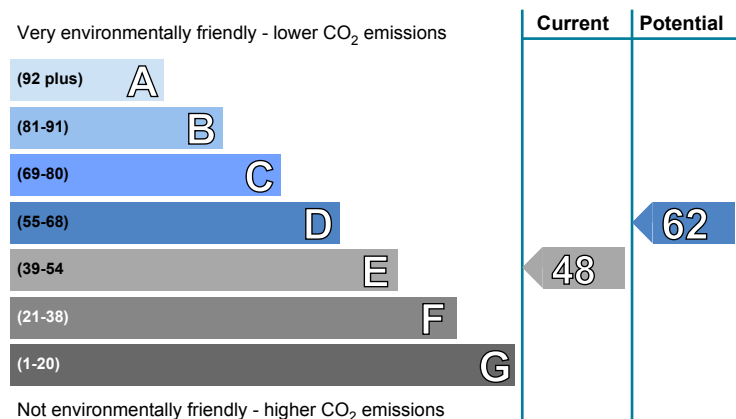 Very environmentally friendly - lower CO₂ emissions
Current
Potential
(92 plus) A
(81-91) B
(69-80) C
(55-68) D
62
(39-54 E
48
(21-38) F
(1-20) G
Not environmentally friendly - higher CO₂ emissions